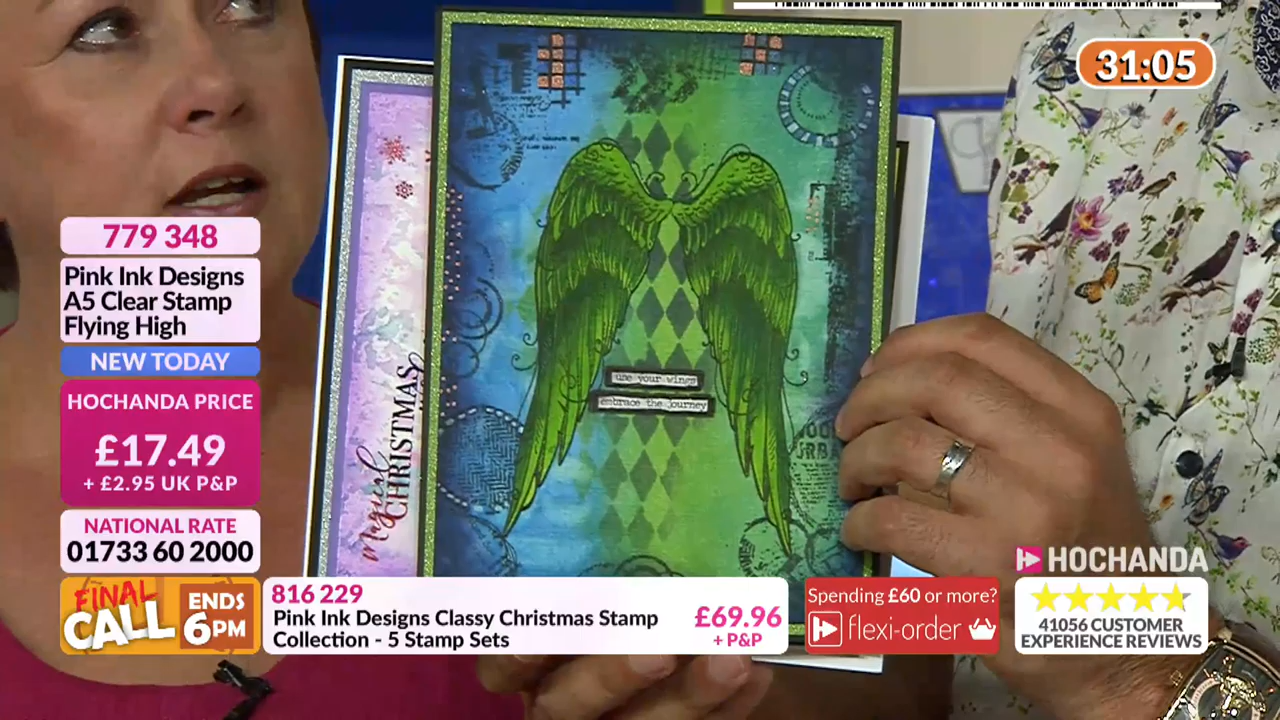 31:05
779 348
Pink Ink Designs
A5 Clear Stamp
Flying High
NEW TODAY
HOCHANDA PRICE
£17.49
+ £2.95 UK P&P
NATIONAL RATE
01733 60 2000
FINAL
CALL
ENDS
6PM
816 229
Pink Ink Designs Classy Christmas Stamp
Collection - 5 Stamp Sets
£69.96
+ P&P
Spending £60 or more?
flexi-order
HOCHANDA
41056 CUSTOMER
EXPERIENCE REVIEWS
Magical
CHRISTMAS
use your wings
embrace the journey